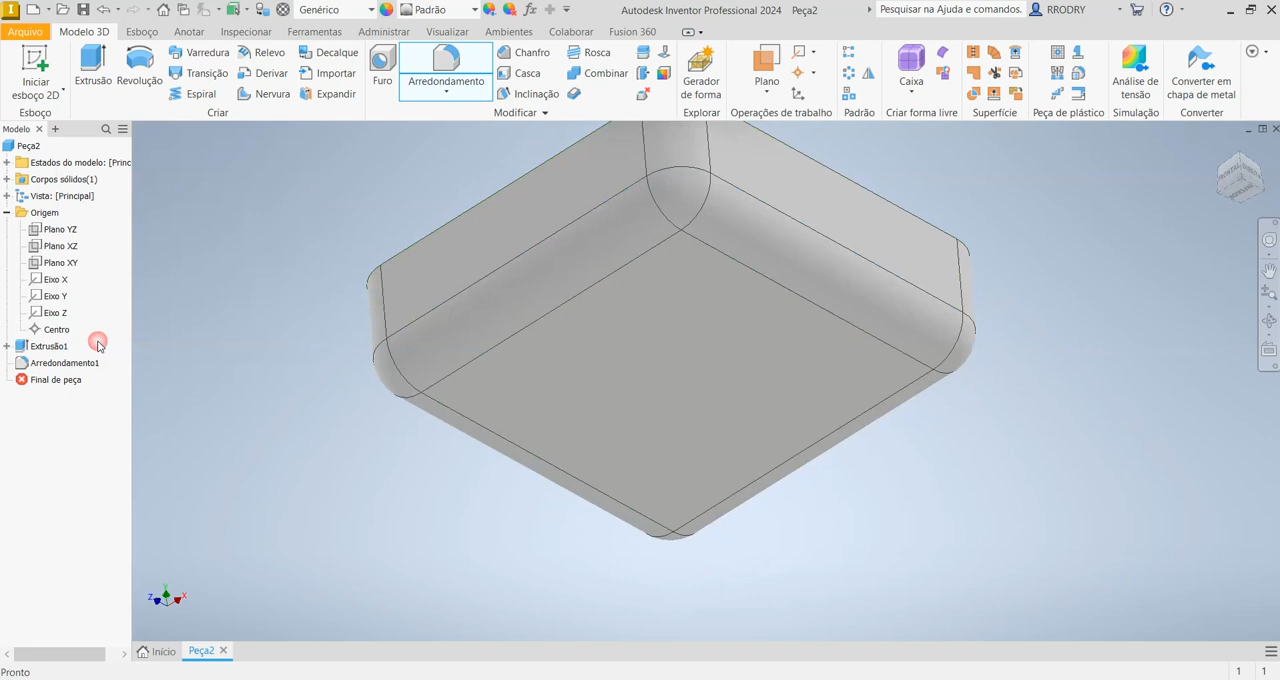 Genérico
Padrão
Autodesk Inventor Professional 2024 Peça2
Pesquisar na Ajuda e comandos.
RRODRY
Arquivo Modelo 3D Esboço Anotar Inspecionar Ferramentas Administrar Visualizar Ambientes Colaborar Fusion 360
Iniciar
esboço 2D
Extrusão
Revolução
Varredura
Transição
Espiral
Relevo
Derivar
Nervura
Decalque
Importar
Expandir
Furo
Arredondamento
Chanfro
Casca
Inclinação
Rosca
Combinar
Gerador
de forma
Plano
Caixa
Análise de
tensão
Converter em
chapa de metal
Esboço Criar Modificar Explorar Operações de trabalho Padrão Criar forma livre Superfície Peça de plástico Simulação Converter
Modelo
Peça2
Estados do modelo: [Princ
Corpos sólidos(1)
Vista: [Principal]
Origem
Plano YZ
Plano XZ
Plano XY
Eixo X
Eixo Y
Eixo Z
Centro
Extrusão1
Arredondamento1
Final de peça
Y
Z
X
Início
Peça2
Pronto
1 1